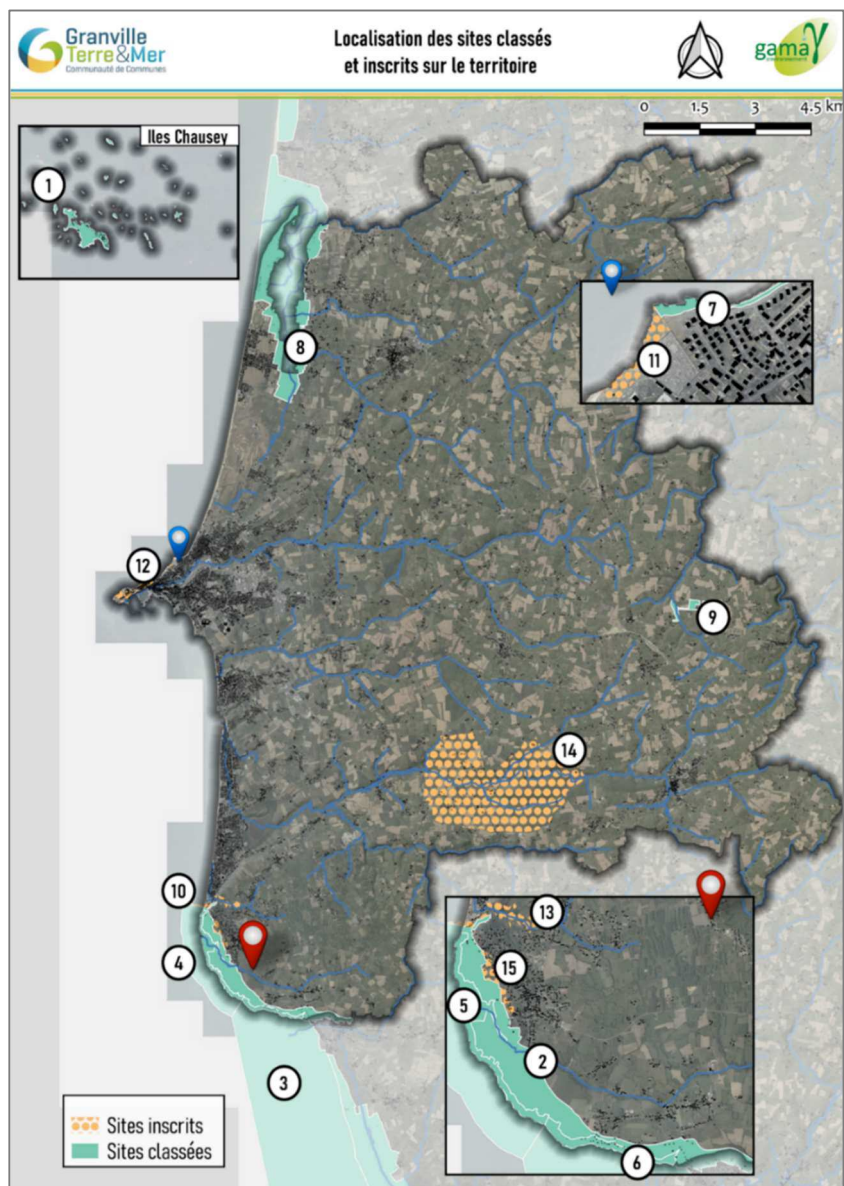 Granville
Terre&Mer
Communauté de Communes
Localisation des sites classés
et inscrits sur le territoire
gama
environnement
0 1.5 3 4.5 km
Iles Chausey
1
8
7
11
12
9
14
10
4
13
15
5
2
3
6
Sites inscrits
Sites classées